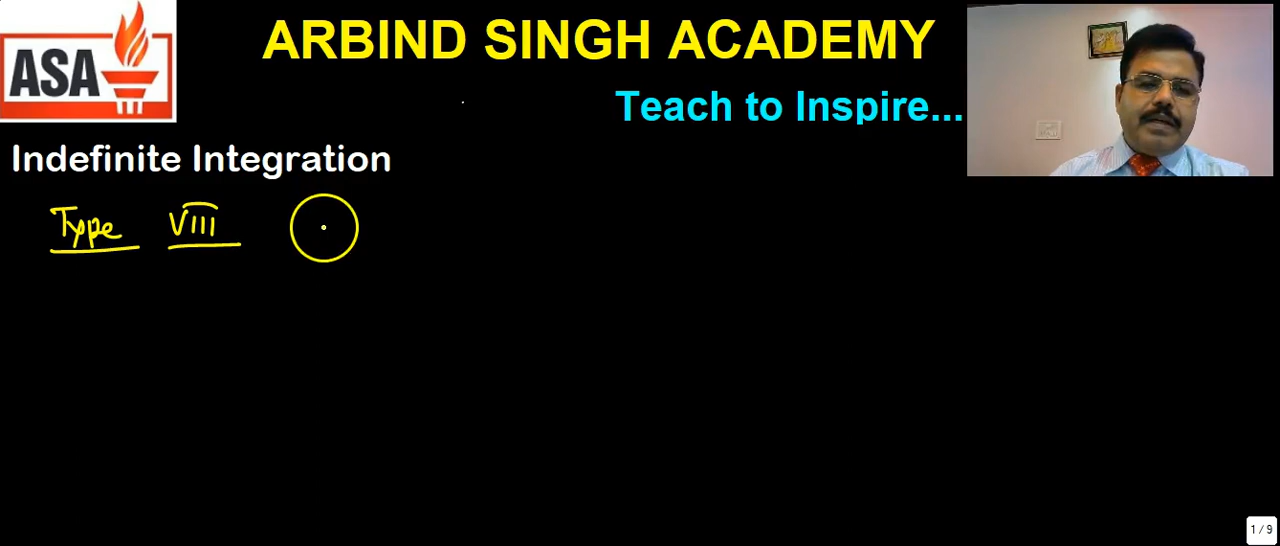 ASA
ARBIND SINGH ACADEMY
Teach to Inspire...
Indefinite Integration
Type VIII
1 / 9